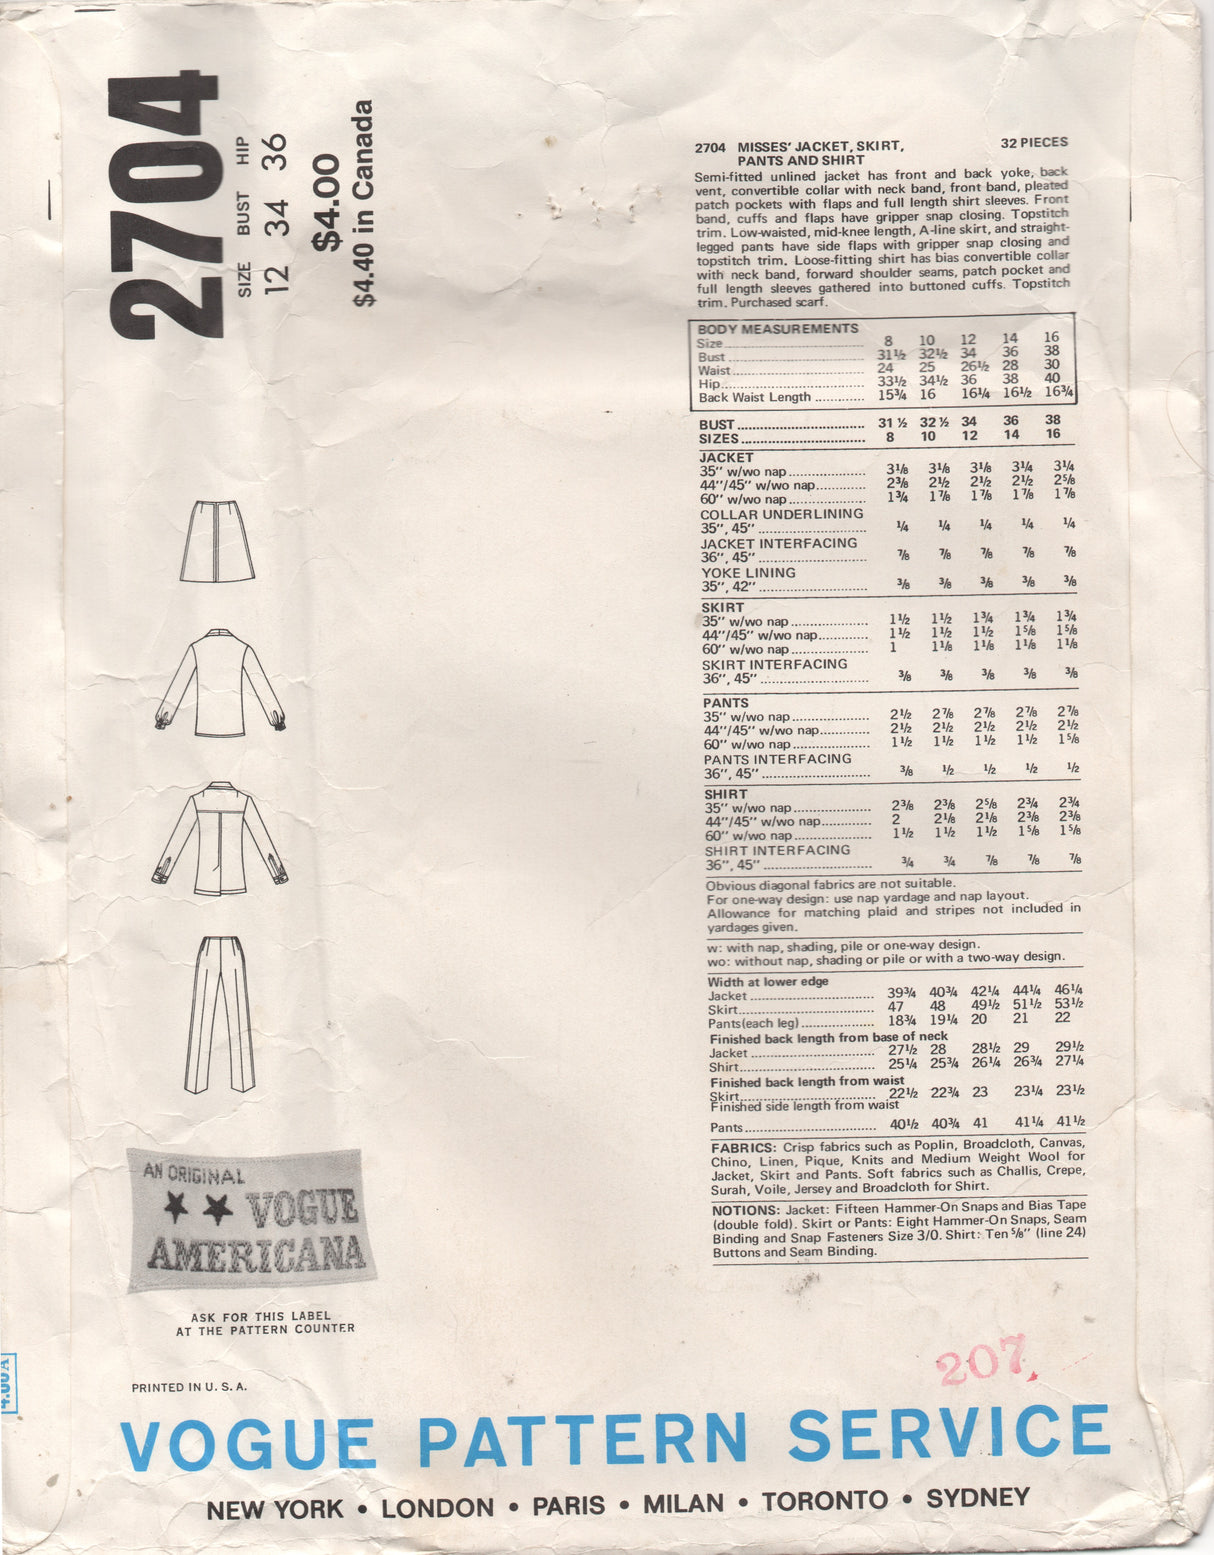 2704
SIZE BUST HIP
12 34 36
$4.00
$4.40 in Canada
2704 MISSES' JACKET, SKIRT, 32 PIECES
PANTS AND SHIRT
Semi-fitted unlined jacket has front and back yoke, back
vent, convertible collar with neck band, front band, pleated
patch pockets with flaps and full length shirt sleeves. Front
band, cuffs and flaps have gripper snap closing. Topstitch
trim. Low-waisted, mid-knee length, A-line skirt, and straight-
legged pants have side flaps with gripper snap closing and
topstitch trim. Loose-fitting shirt has bias convertible collar
with neck band, forward shoulder seams, patch pocket and
full length sleeves gathered into buttoned cuffs. Topstitch
trim. Purchased scarf.
BODY MEASUREMENTS
Size 8 10 12 14 16
Bust 31½ 32½ 34 36 38
Waist 24 25 26½ 28 30
Hip 33½ 34½ 36 38 40
Back Waist Length 15¾ 16 16¼ 16½ 16¾
BUST 31 ½ 32 ½ 34 36 38
SIZES 8 10 12 14 16
JACKET
35" w/wo nap 3⅛ 3⅛ 3⅛ 3¼ 3¼
44"/45" w/wo nap 2⅜ 2½ 2½ 2½ 2⅝
60" w/wo nap 1¾ 1⅞ 1⅞ 1⅞ 1⅞
COLLAR UNDERLINING
35", 45" ¼ ¼ ¼ ¼ ¼
JACKET INTERFACING
36", 45" ⅞ ⅞ ⅞ ⅞ ⅞
YOKE LINING
35", 42" ⅜ ⅜ ⅜ ⅜ ⅜
SKIRT
35" w/wo nap 1½ 1½ 1¾ 1¾ 1¾
44"/45" w/wo nap 1½ 1½ 1½ 1⅝ 1⅝
60" w/wo nap 1 1⅛ 1⅛ 1⅛ 1⅛
SKIRT INTERFACING
36", 45" ⅜ ⅜ ⅜ ⅜ ⅜
PANTS
35" w/wo nap 2½ 2⅞ 2⅞ 2⅞ 2⅞
44"/45" w/wo nap 2½ 2½ 2½ 2½ 2½
60" w/wo nap 1½ 1½ 1½ 1½ 1⅝
PANTS INTERFACING
36", 45" ⅜ ½ ½ ½ ½
SHIRT
35" w/wo nap 2⅜ 2⅜ 2⅝ 2¾ 2¾
44"/45" w/wo nap 2 2⅛ 2⅛ 2⅜ 2⅜
60" w/wo nap 1½ 1½ 1½ 1⅝ 1⅝
SHIRT INTERFACING
36", 45" ¾ ¾ ⅞ ⅞ ⅞
Obvious diagonal fabrics are not suitable.
For one-way design: use nap yardage and nap layout.
Allowance for matching plaid and stripes not included in
yardages given.
w: with nap, shading, pile or one-way design.
wo: without nap, shading or pile or with a two-way design.
Width at lower edge
Jacket 39¾ 40¾ 42¼ 44¼ 46¼
Skirt 47 48 49½ 51½ 53½
Pants(each leg) 18¾ 19¼ 20 21 22
Finished back length from base of neck
Jacket 27½ 28 28½ 29 29½
Shirt 25¼ 25¾ 26¼ 26¾ 27¼
Finished back length from waist
Skirt 22½ 22¾ 23 23¼ 23½
Finished side length from waist
Pants 40½ 40¾ 41 41¼ 41½
FABRICS: Crisp fabrics such as Poplin, Broadcloth, Canvas,
Chino, Linen, Pique, Knits and Medium Weight Wool for
Jacket, Skirt and Pants. Soft fabrics such as Challis, Crepe,
Surah, Voile, Jersey and Broadcloth for Shirt.
NOTIONS: Jacket: Fifteen Hammer-On Snaps and Bias Tape
(double fold). Skirt or Pants: Eight Hammer-On Snaps, Seam
Binding and Snap Fasteners Size 3/0. Shirt: Ten ⅝" (line 24)
Buttons and Seam Binding.
AN ORIGINAL
VOGUE
AMERICANA
ASK FOR THIS LABEL
AT THE PATTERN COUNTER
207
4.00A
PRINTED IN U. S. A.
VOGUE PATTERN SERVICE
NEW YORK • LONDON • PARIS • MILAN • TORONTO • SYDNEY